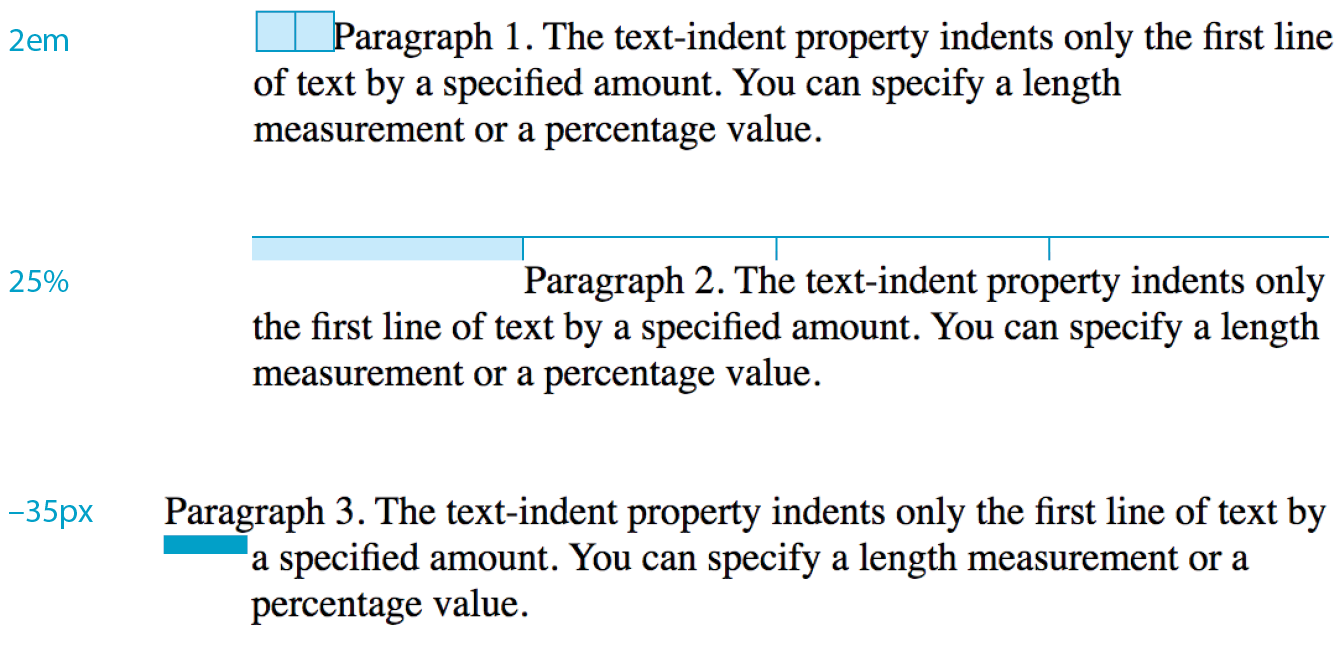 2em
Paragraph 1. The text-indent property indents only the first line
of text by a specified amount. You can specify a length
measurement or a percentage value.
25%
Paragraph 2. The text-indent property indents only
the first line of text by a specified amount. You can specify a length
measurement or a percentage value.
–35px
Paragraph 3. The text-indent property indents only the first line of text by
a specified amount. You can specify a length measurement or a
percentage value.